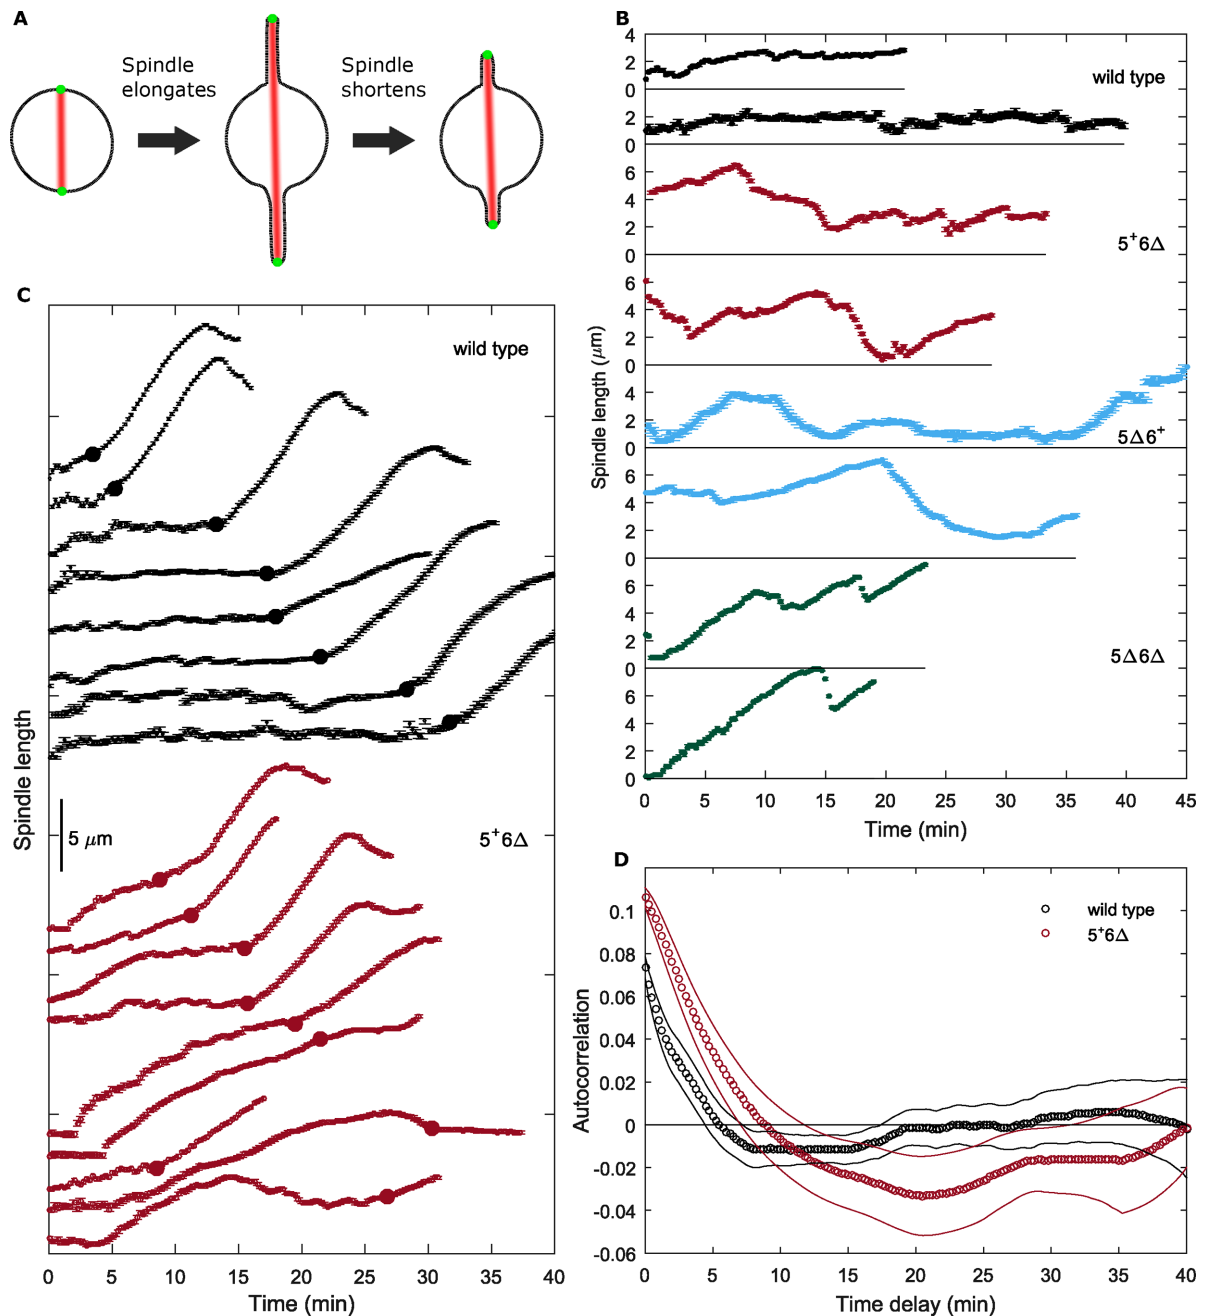 A
Spindle
elongates
Spindle
shortens
B
4
2
0
wild type
2
0
6
4
2
0
5⁺6Δ
6
4
2
0
4
2
0
5Δ6⁺
6
4
2
0
6
4
2
0
5Δ6Δ
6
4
2
0
Spindle length (μm)
0 5 10 15 20 25 30 35 40 45
Time (min)
C
wild type
5 μm
5⁺6Δ
Spindle length
0 5 10 15 20 25 30 35 40
Time (min)
D
wild type
5⁺6Δ
0.1
0.08
0.06
0.04
0.02
0
-0.02
-0.04
-0.06
Autocorrelation
0 5 10 15 20 25 30 35 40
Time delay (min)